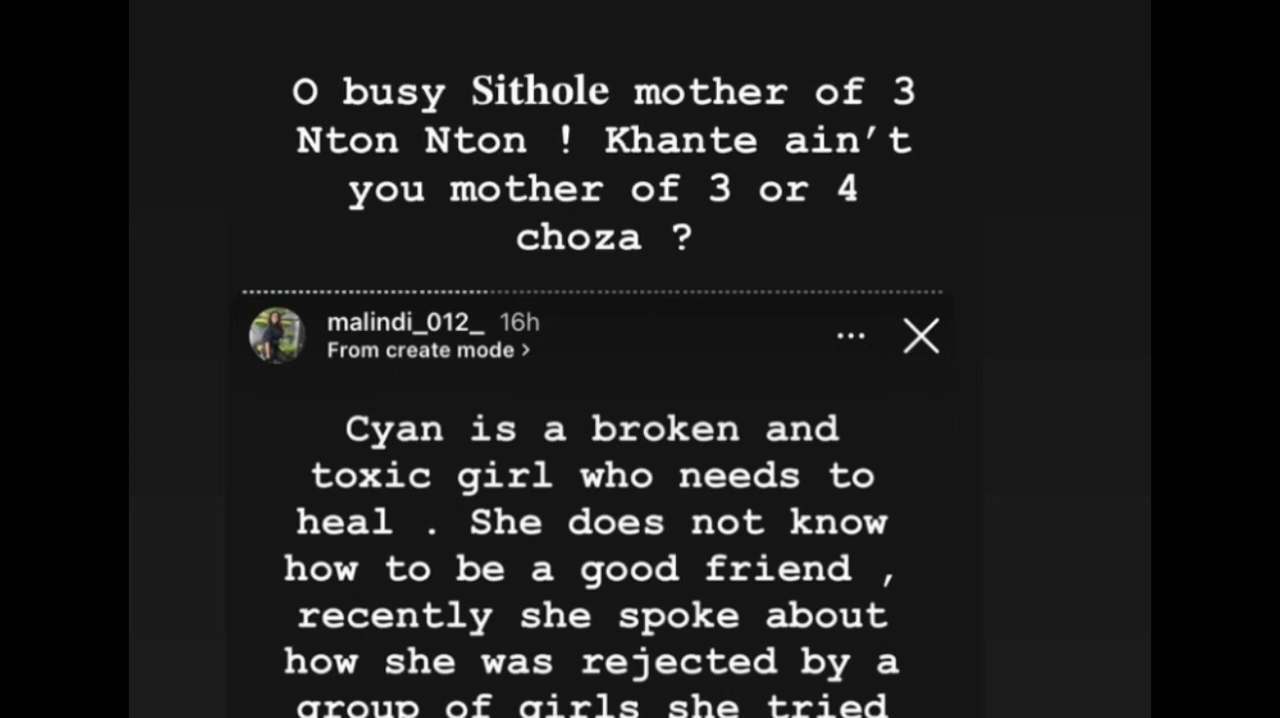 O busy Sithole mother of 3
Nton Nton ! Khante ain’t
you mother of 3 or 4
choza ?
malindi_012_ 16h
From create mode >
Cyan is a broken and
toxic girl who needs to
heal . She does not know
how to be a good friend ,
recently she spoke about
how she was rejected by a
group of girls she tried